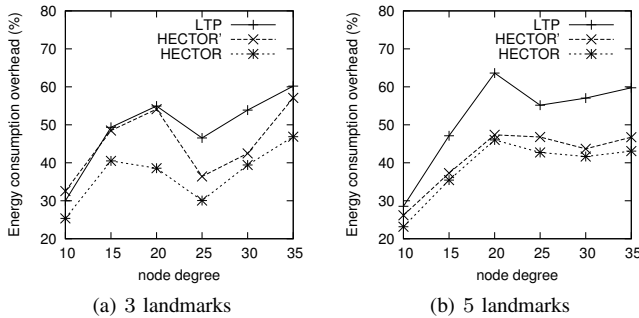 Energy consumption overhead (%)
80
70
60
50
40
30
20
LTP
HECTOR'
HECTOR
10 15 20 25 30 35
node degree
(a) 3 landmarks
Energy consumption overhead (%)
80
70
60
50
40
30
20
LTP
HECTOR'
HECTOR
10 15 20 25 30 35
node degree
(b) 5 landmarks